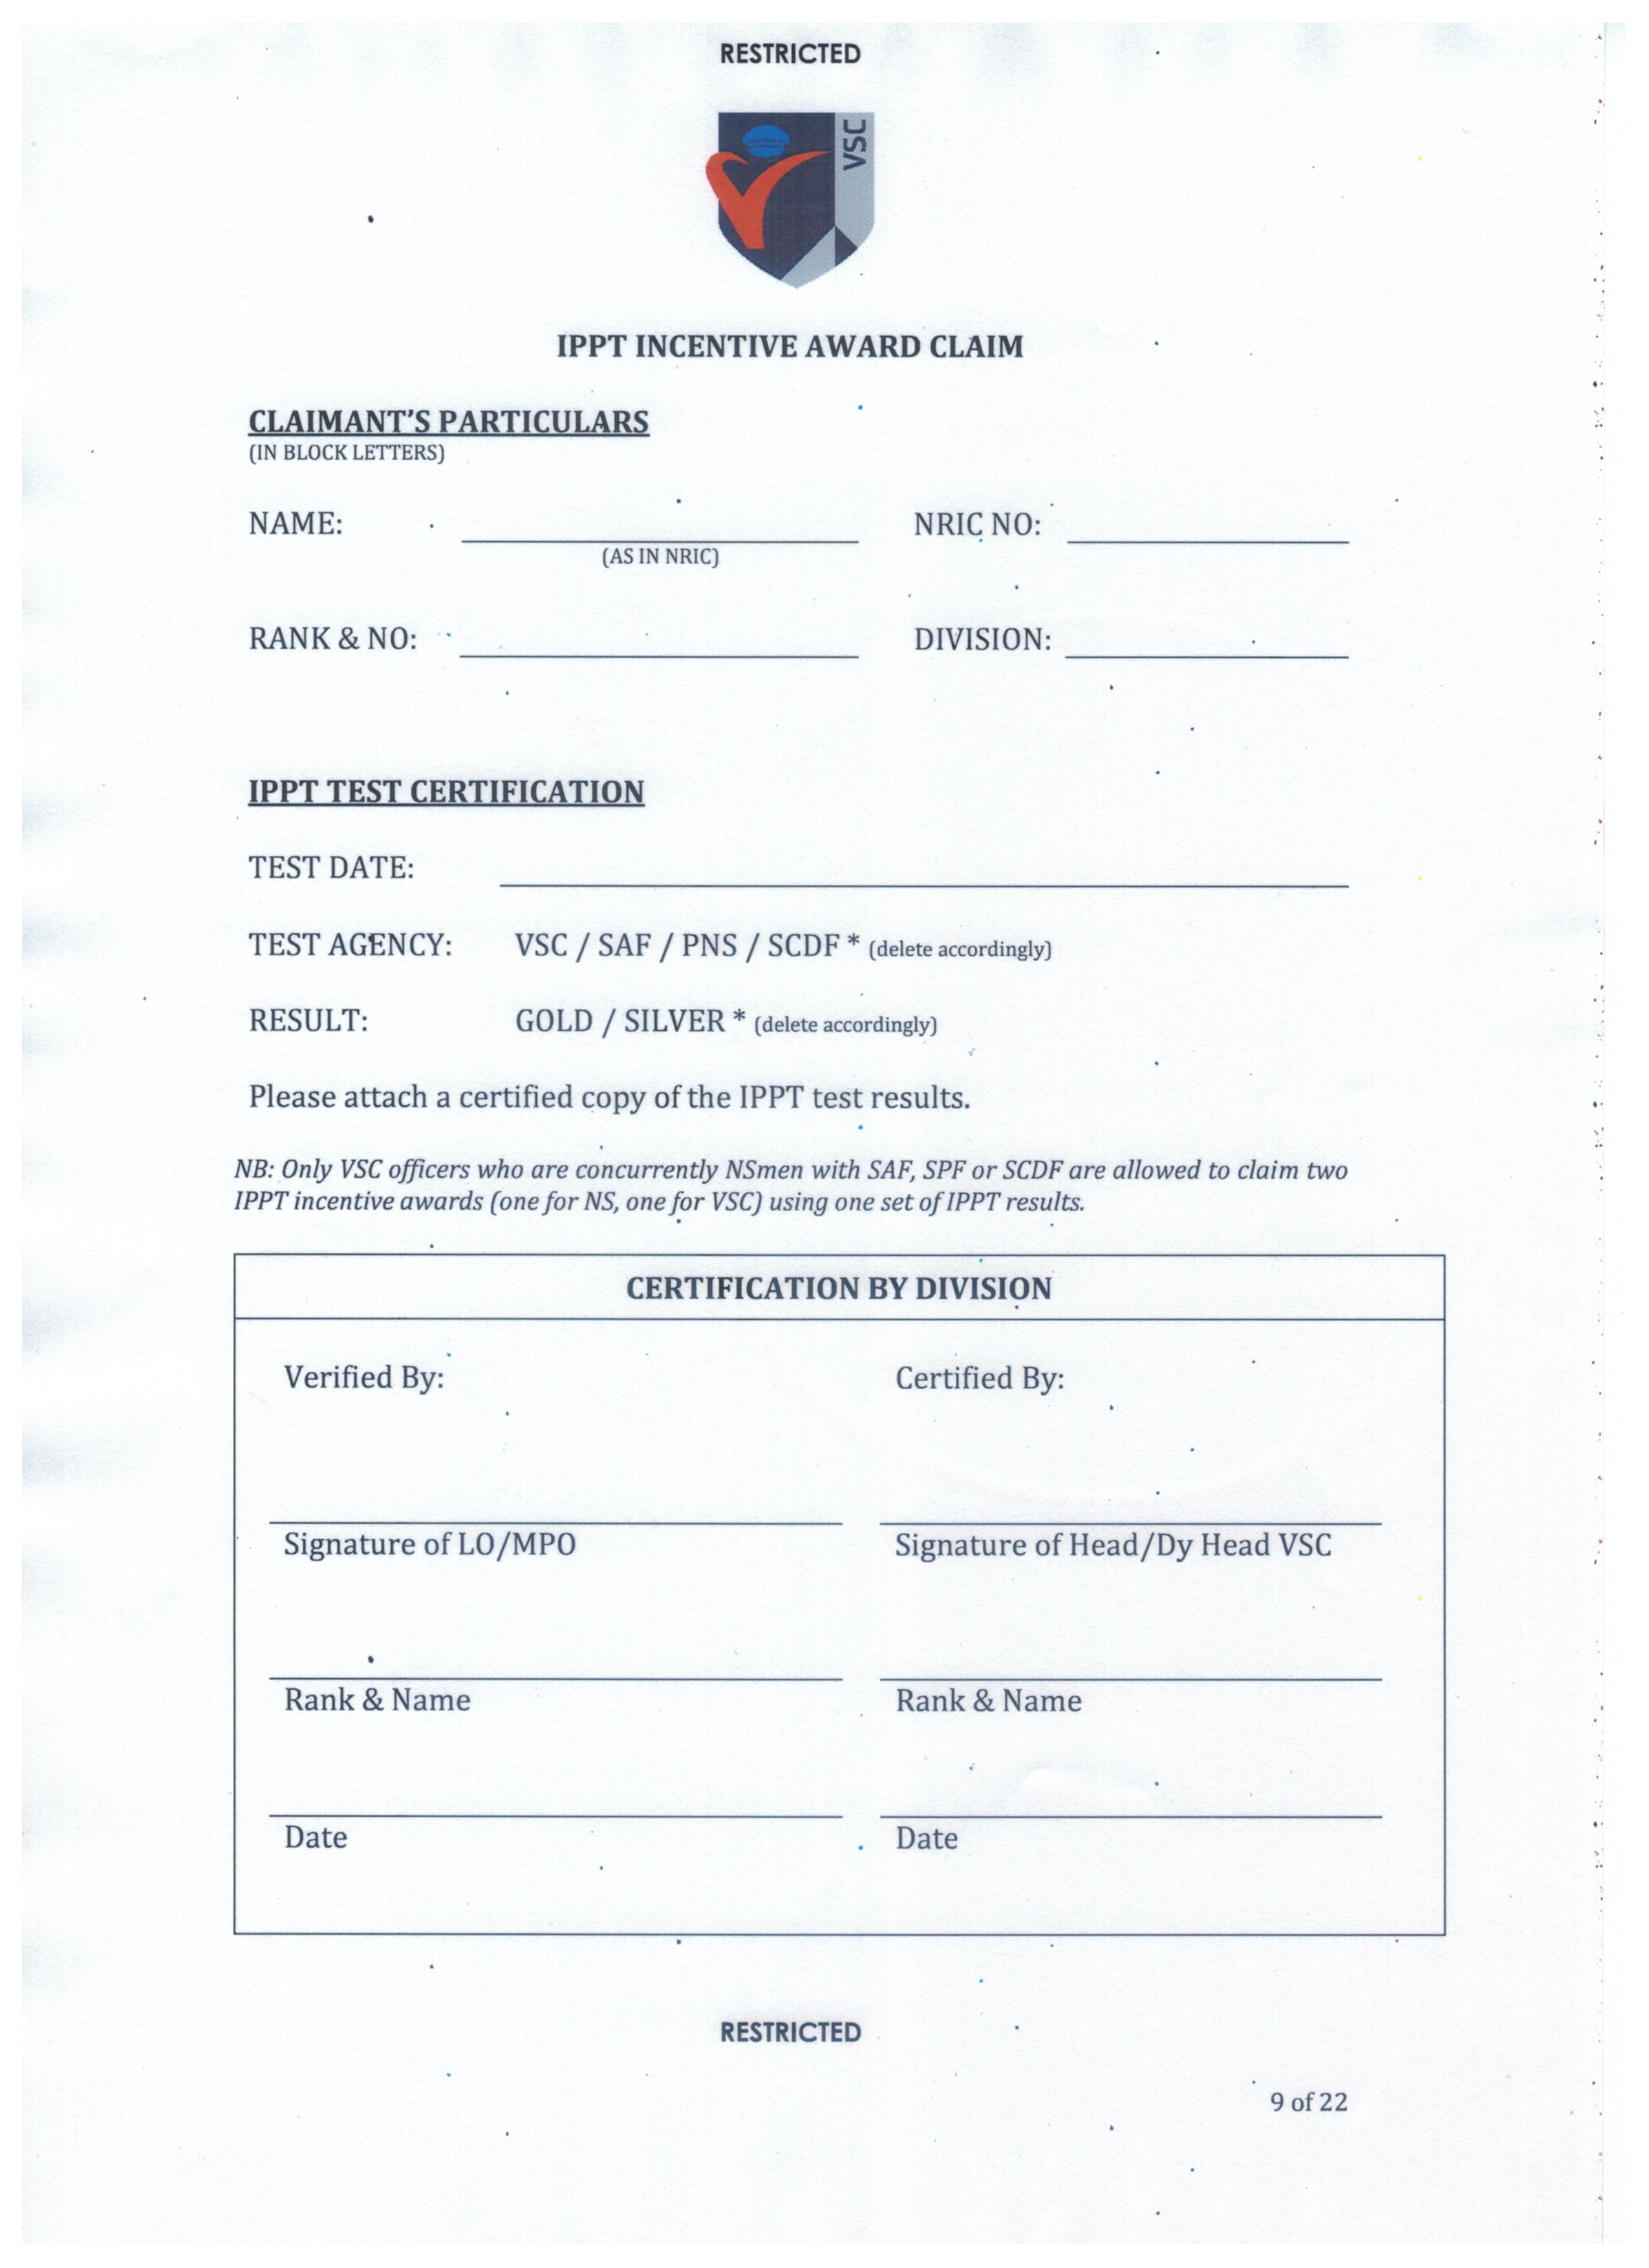 RESTRICTED
VSC
IPPT INCENTIVE AWARD CLAIM
CLAIMANT'S PARTICULARS
(IN BLOCK LETTERS)
NAME: NRIC NO:
(AS IN NRIC)
RANK & NO: DIVISION:
IPPT TEST CERTIFICATION
TEST DATE:
TEST AGENCY: VSC / SAF / PNS / SCDF * (delete accordingly)
RESULT: GOLD / SILVER * (delete accordingly)
Please attach a certified copy of the IPPT test results.
NB: Only VSC officers who are concurrently NSmen with SAF, SPF or SCDF are allowed to claim two
IPPT incentive awards (one for NS, one for VSC) using one set of IPPT results.
CERTIFICATION BY DIVISION
Verified By: Certified By:
Signature of LO/MPO Signature of Head/Dy Head VSC
Rank & Name Rank & Name
Date Date
RESTRICTED
9 of 22